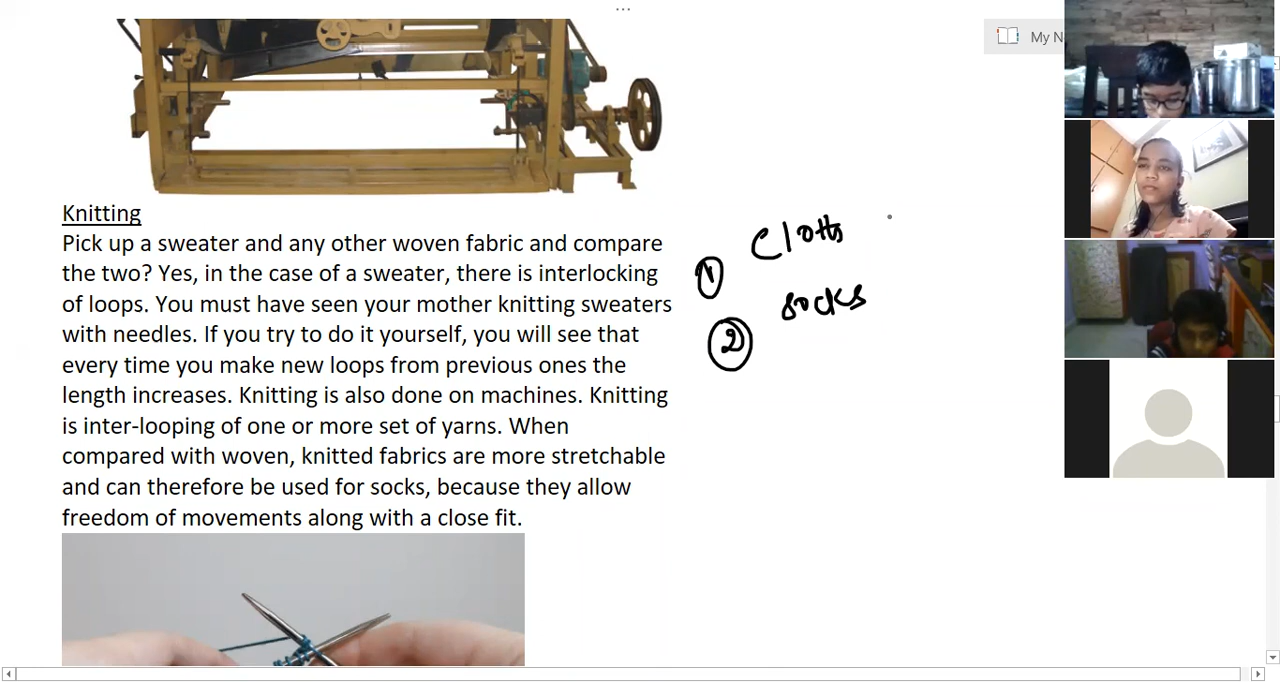 My N
Knitting
Pick up a sweater and any other woven fabric and compare
the two? Yes, in the case of a sweater, there is interlocking
of loops. You must have seen your mother knitting sweaters
with needles. If you try to do it yourself, you will see that
every time you make new loops from previous ones the
length increases. Knitting is also done on machines. Knitting
is inter-looping of one or more set of yarns. When
compared with woven, knitted fabrics are more stretchable
and can therefore be used for socks, because they allow
freedom of movements along with a close fit.
① Cloths
② socks